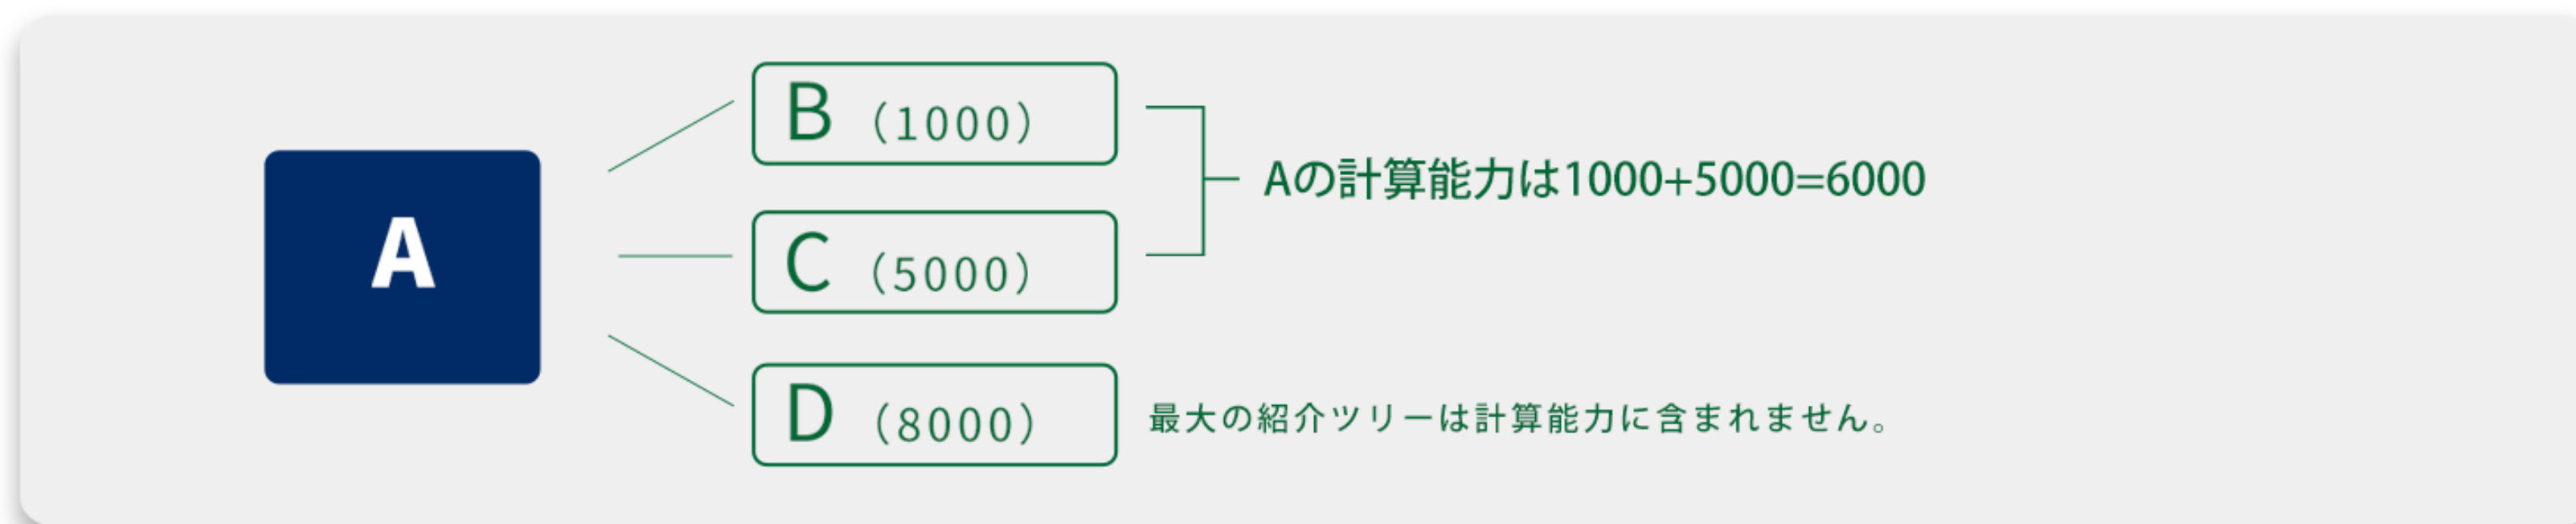 B (1000)
Aの計算能力は1000+5000=6000
A
C (5000)
D (8000)
最大の紹介ツリーは計算能力に含まれません。